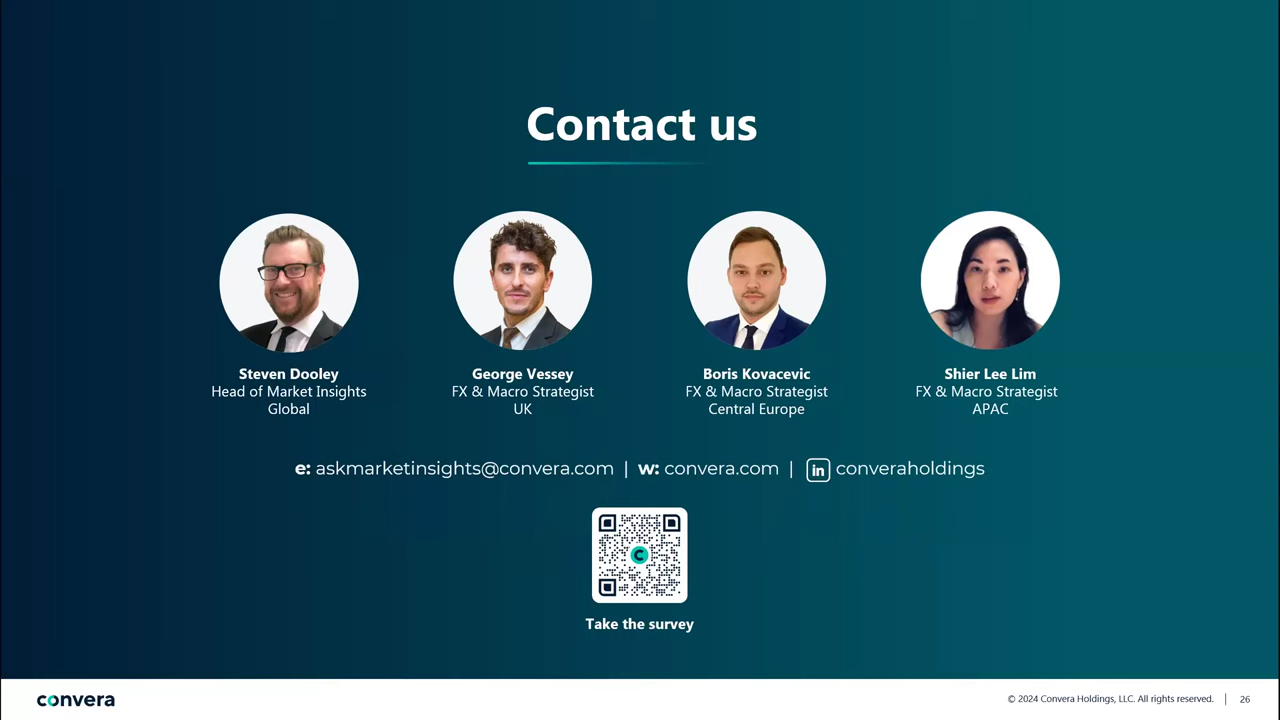 Contact us
Steven Dooley
Head of Market Insights
Global
George Vessey
FX & Macro Strategist
UK
Boris Kovacevic
FX & Macro Strategist
Central Europe
Shier Lee Lim
FX & Macro Strategist
APAC
e: askmarketinsights@convera.com | w: convera.com | in converaholdings
C
Take the survey
convera
© 2024 Convera Holdings, LLC. All rights reserved. | 26